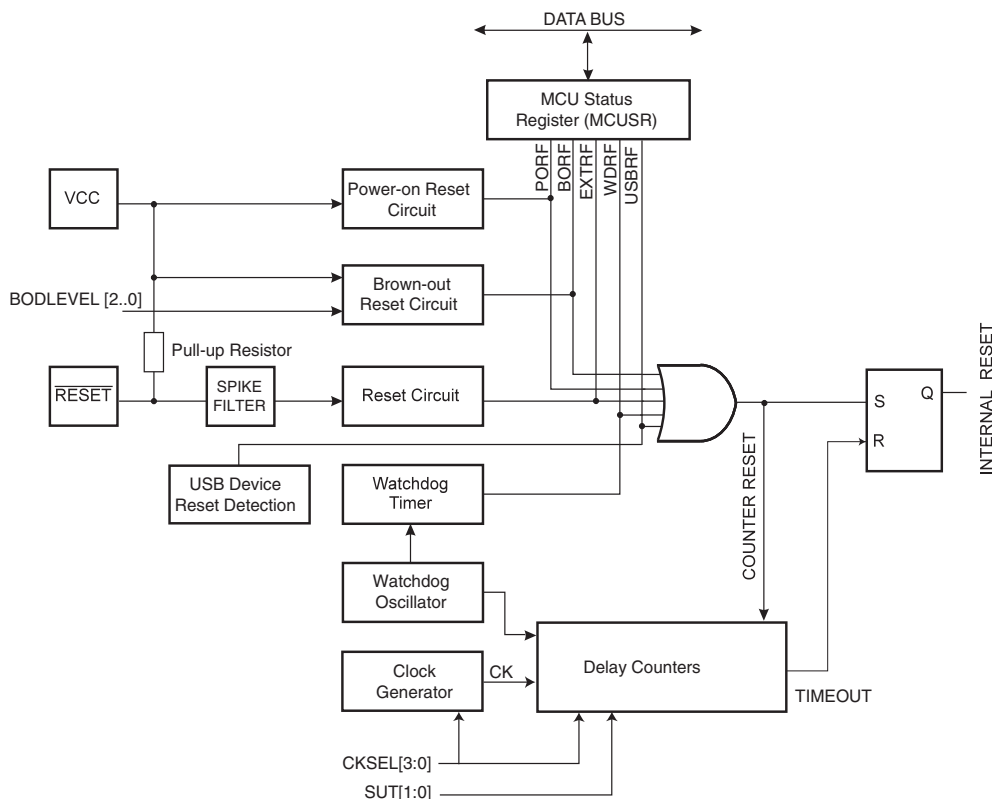 DATA BUS
MCU Status
Register (MCUSR)
PORF
BORF
EXTRF
WDRF
USBRF
VCC
Power-on Reset
Circuit
BODLEVEL [2..0]
Brown-out
Reset Circuit
Pull-up Resistor
RESET
SPIKE
FILTER
Reset Circuit
S
Q
R
INTERNAL RESET
USB Device
Reset Detection
Watchdog
Timer
COUNTER RESET
Watchdog
Oscillator
Clock
Generator
CK
Delay Counters
TIMEOUT
CKSEL[3:0]
SUT[1:0]